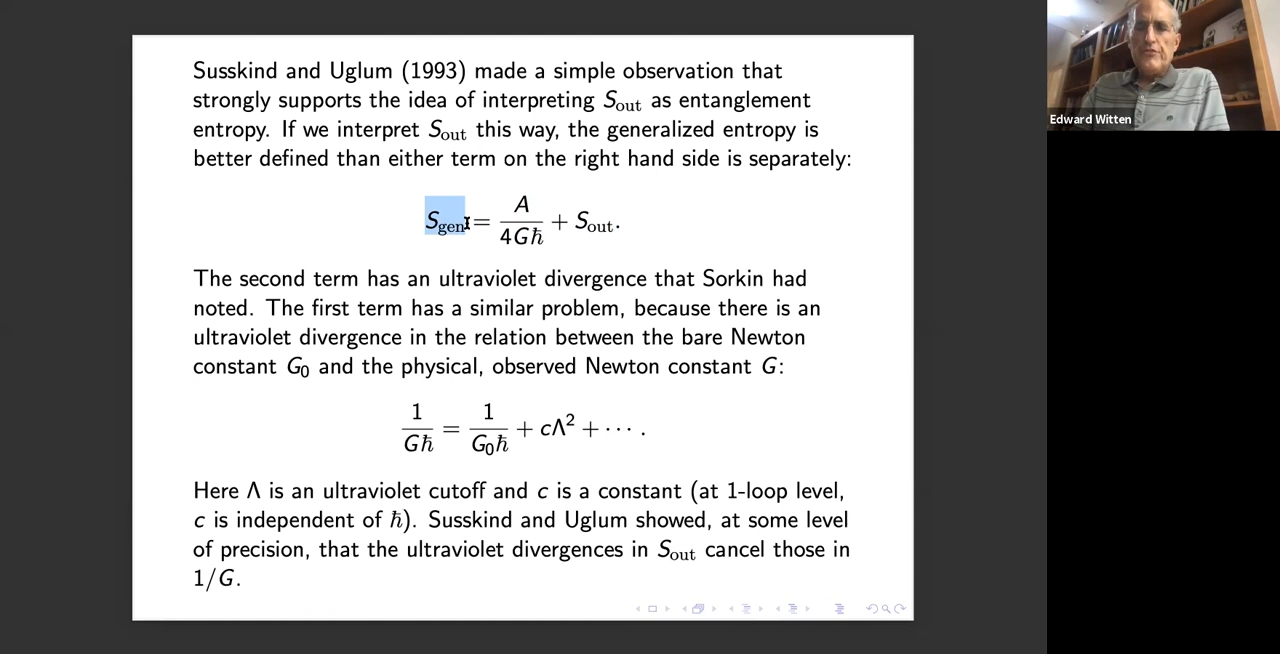 Susskind and Uglum (1993) made a simple observation that
strongly supports the idea of interpreting S_out as entanglement
entropy. If we interpret S_out this way, the generalized entropy is
better defined than either term on the right hand side is separately:
S_gen = A/4Għ + S_out.
The second term has an ultraviolet divergence that Sorkin had
noted. The first term has a similar problem, because there is an
ultraviolet divergence in the relation between the bare Newton
constant G₀ and the physical, observed Newton constant G:
1/Għ = 1/G₀ħ + cΛ² + ⋯ .
Here Λ is an ultraviolet cutoff and c is a constant (at 1-loop level,
c is independent of ħ). Susskind and Uglum showed, at some level
of precision, that the ultraviolet divergences in S_out cancel those in
1/G.
Edward Witten